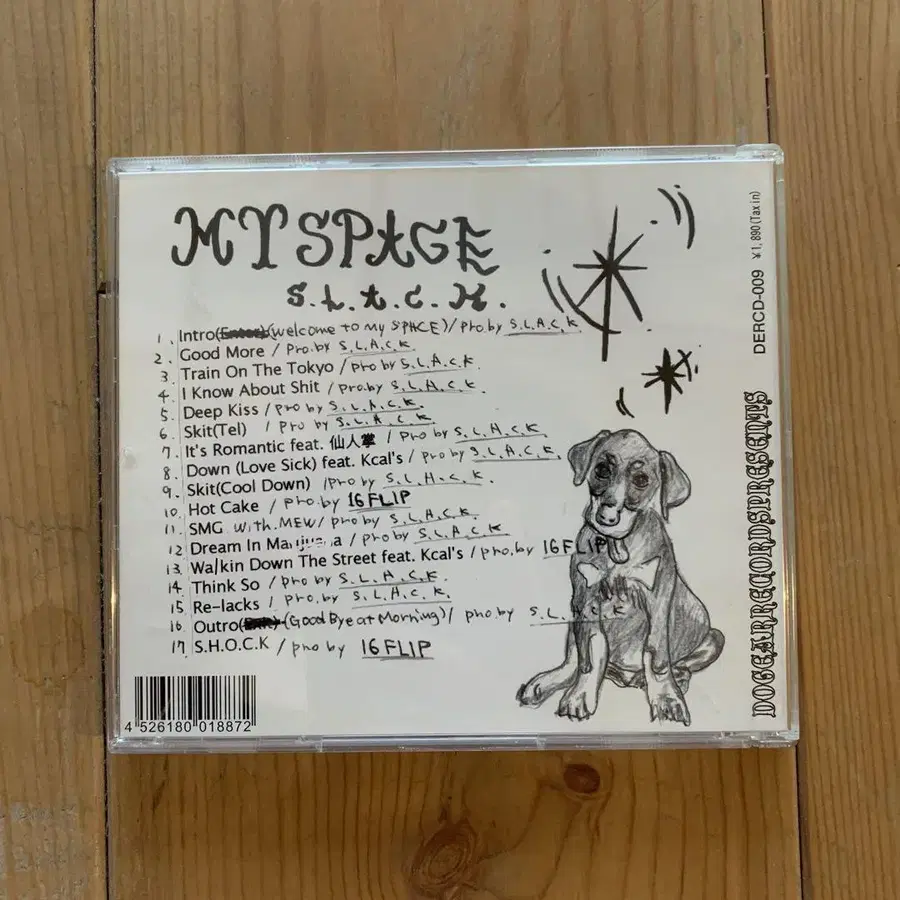 MY SPACE
S.L.A.C.K.
1. Intro(Enter)(Welcome to My SPACE)/pro.by S.L.A.C.K.
2. Good More / Pro.by S.L.A.C.K.
3. Train On The Tokyo / pro by S.L.A.C.K.
4. I Know About Shit / pro.by S.L.A.C.K
5. Deep Kiss / pro by S.L.A.C.K.
6. Skit(Tel) / pro by S.L.A.C.K.
7. It's Romantic feat. 仙人掌 / pro by S.L.A.C.K.
8. Down (Love Sick) feat. Kcal's / pro by S.L.A.C.K.
9. Skit(Cool Down) /pro by S.L.A.C.K.
10. Hot Cake / pro.by 16FLIP
11. SMG with.MEW/ pro by S.L.A.C.K.
12 Dream In Marijuana / pro by S.L.A.C.K.
13. Walkin Down The Street feat. Kcal's / pro.by 16FLIP
14. Think So / pro by S.L.A.C.K.
15. Re-lacks / pro.by S.L.A.C.K.
16. Outro(Exit)(Good Bye at Morning)/ pro by S.L.A.C.K
17. S.H.O.C.K / pro by 16FLIP
4 526180 018872
DOGEARRECORDSPRESENTS
DERCD-009 ¥1,890(Tax in)